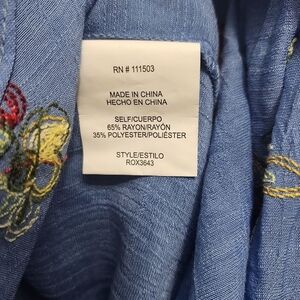 RN # 111503
MADE IN CHINA
HECHO EN CHINA
SELF/CUERPO
65% RAYON/RAYÓN
35% POLYESTER/POLIÉSTER
STYLE/ESTILO
ROX3643